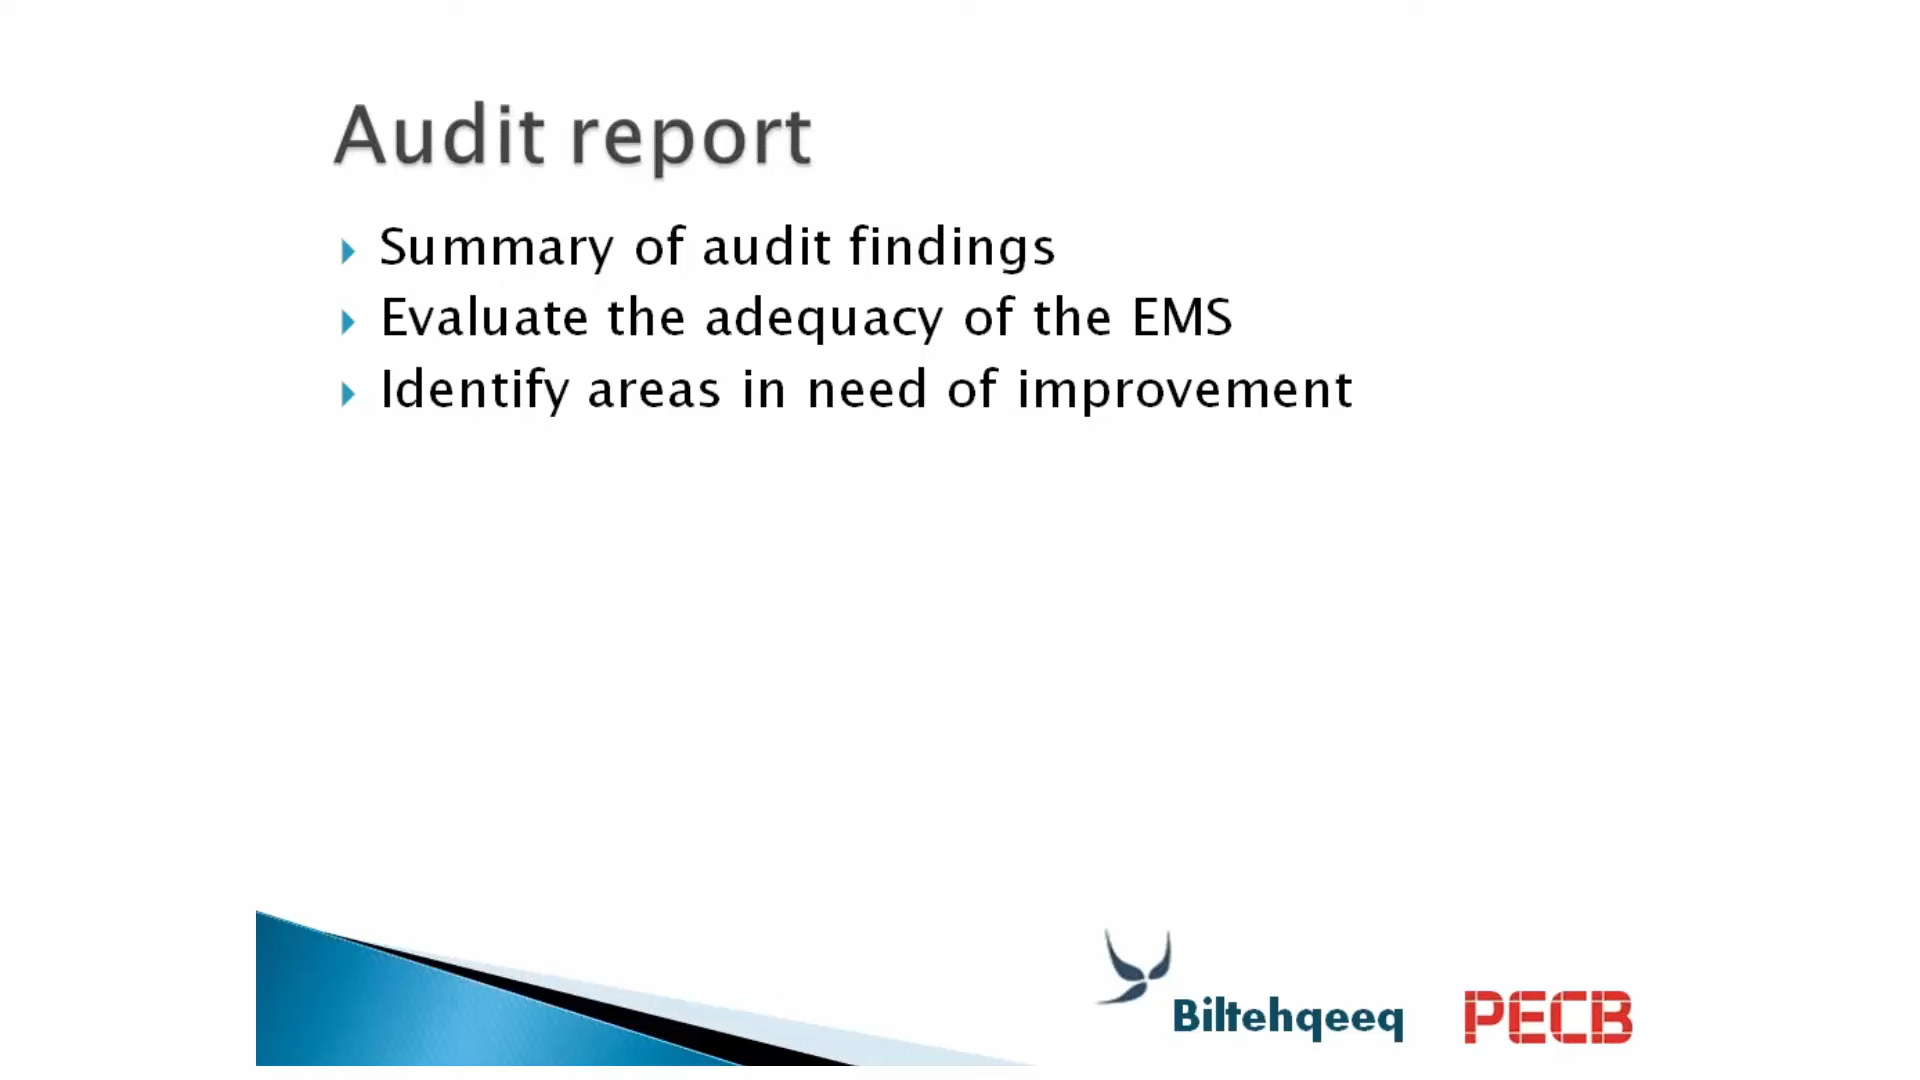 Audit report
Summary of audit findings
Evaluate the adequacy of the EMS
Identify areas in need of improvement
Biltehqeeq
PECB